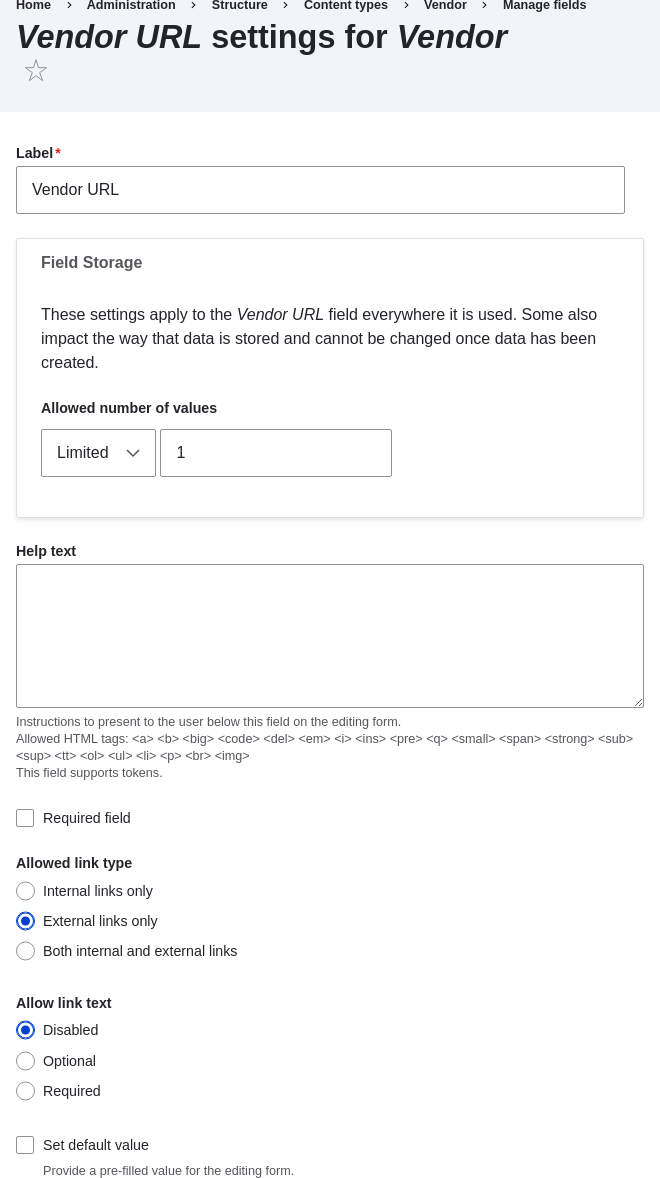 Home > Administration > Structure > Content types > Vendor > Manage fields
Vendor URL settings for Vendor
Label*
Vendor URL
Field Storage
These settings apply to the Vendor URL field everywhere it is used. Some also
impact the way that data is stored and cannot be changed once data has been
created.
Allowed number of values
Limited 1
Help text
Instructions to present to the user below this field on the editing form.
Allowed HTML tags: <a> <b> <big> <code> <del> <em> <i> <ins> <pre> <q> <small> <span> <strong> <sub>
<sup> <tt> <ol> <ul> <li> <p> <br> <img>
This field supports tokens.
Required field
Allowed link type
Internal links only
External links only
Both internal and external links
Allow link text
Disabled
Optional
Required
Set default value
Provide a pre-filled value for the editing form.